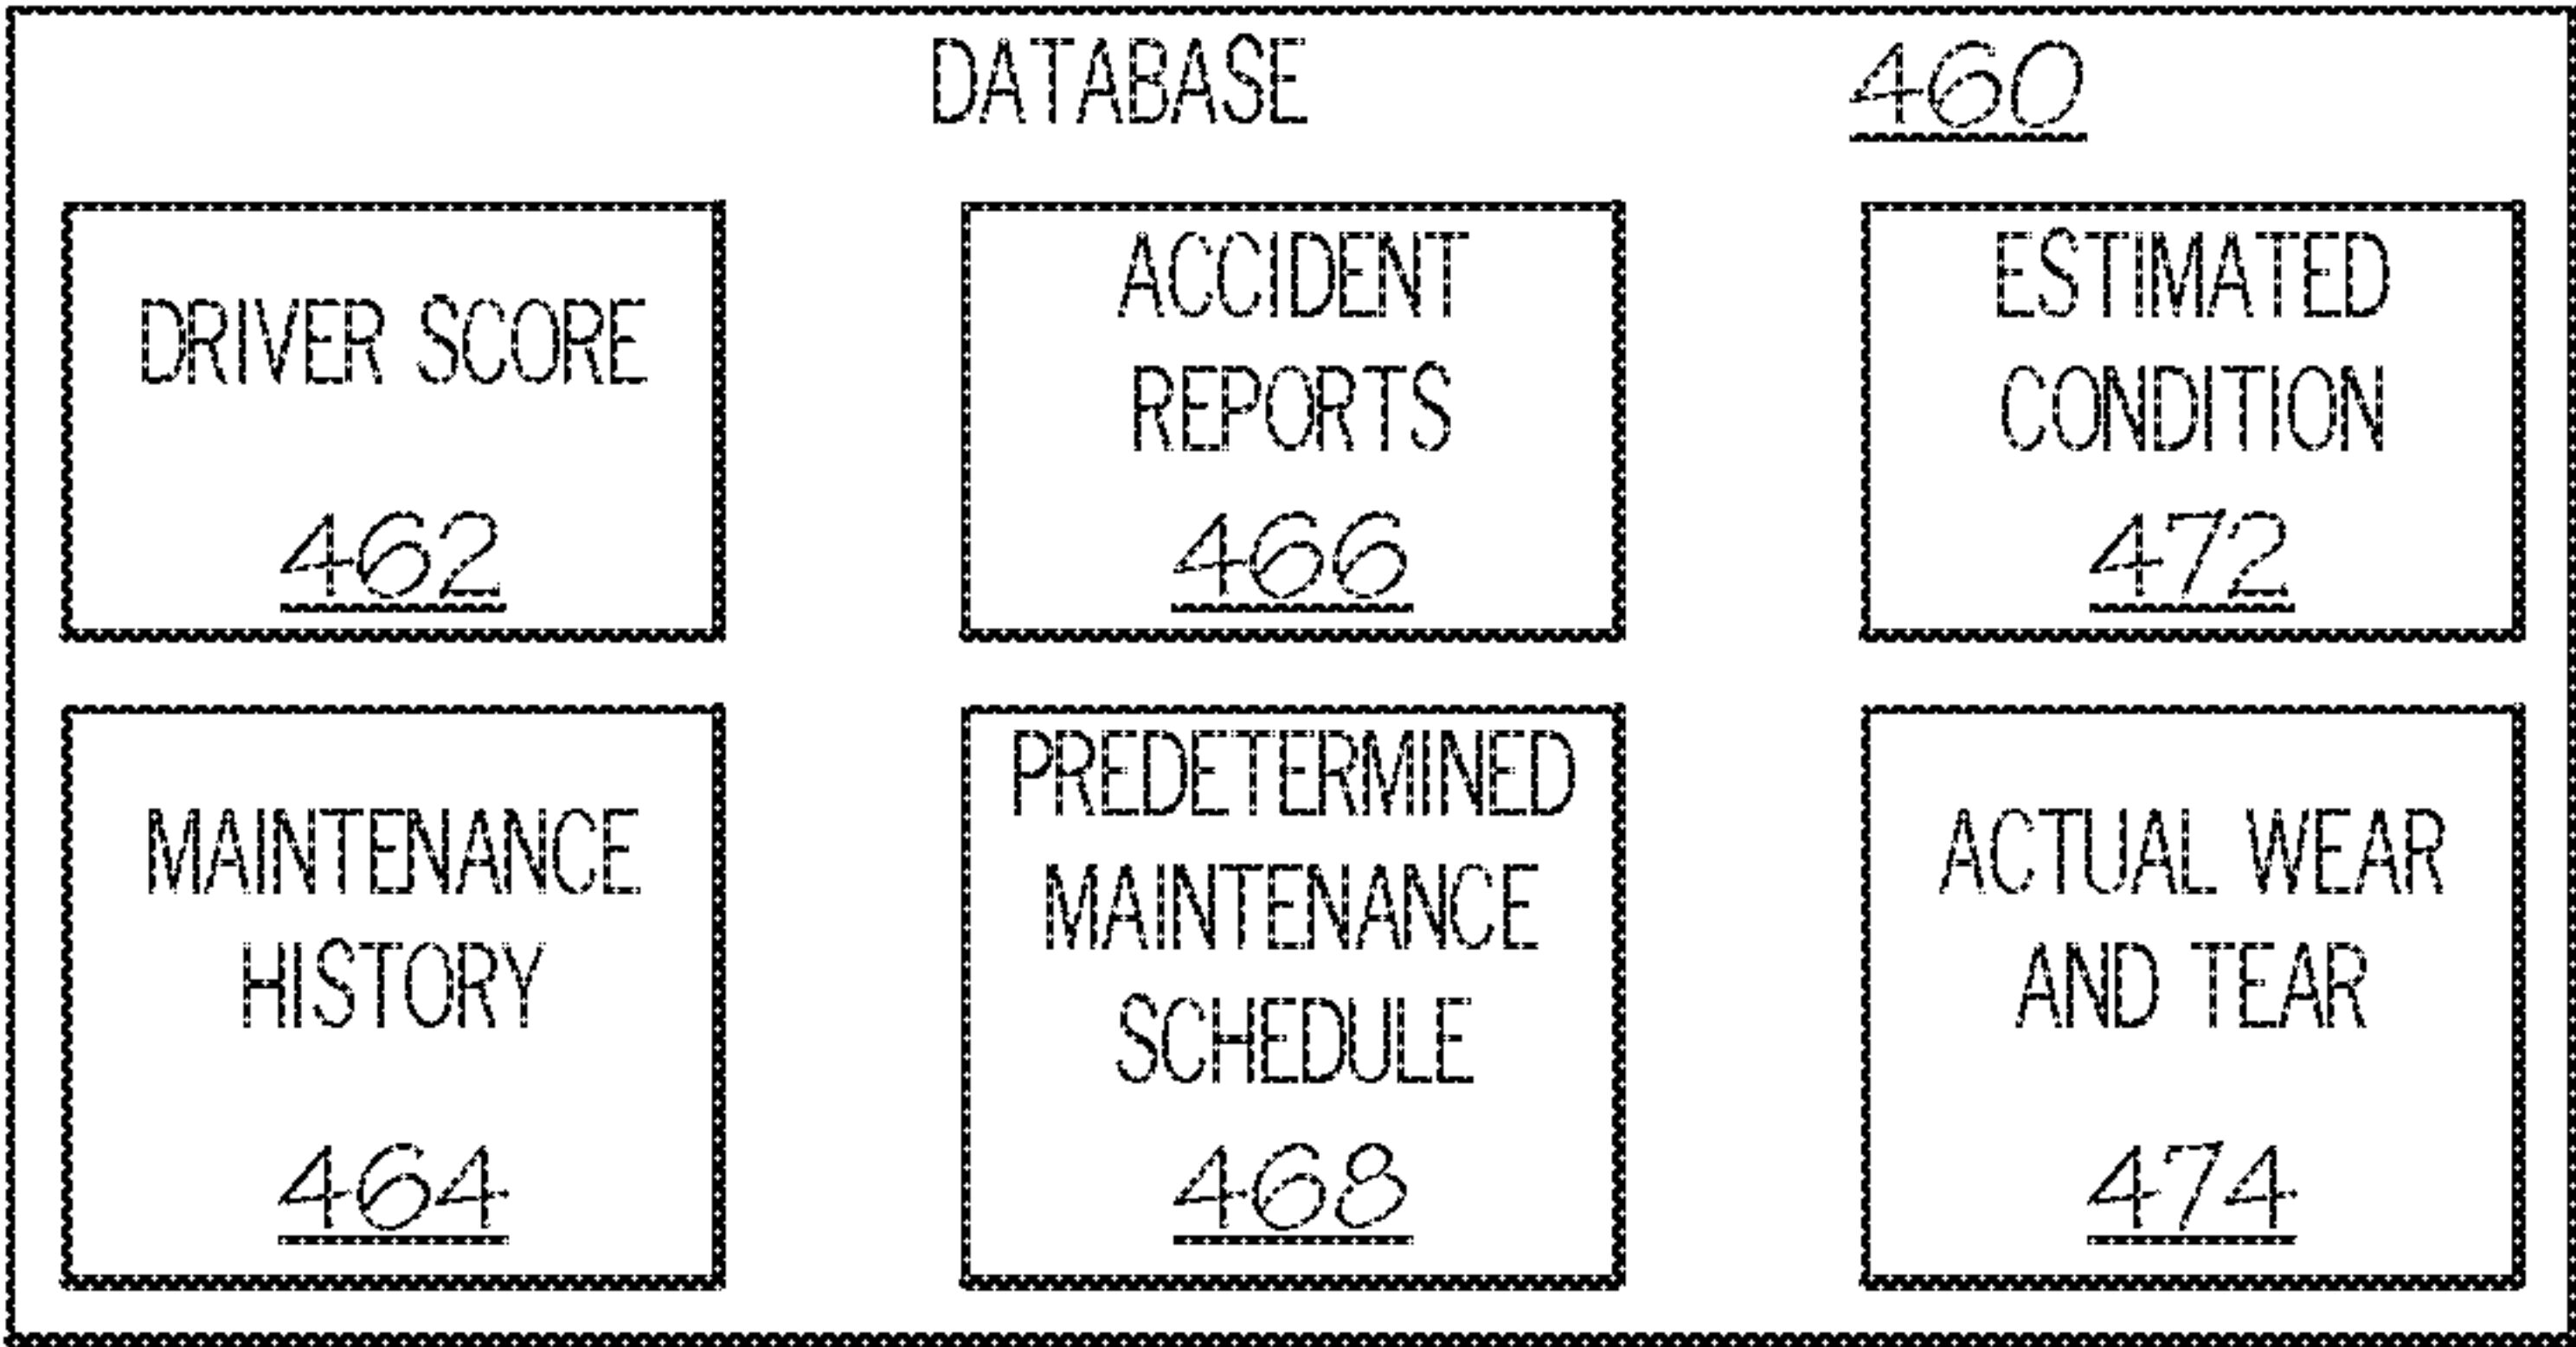 DATABASE 460
DRIVER SCORE
462
ACCIDENT
REPORTS
466
ESTIMATED
CONDITION
472
MAINTENANCE
HISTORY
464
PREDETERMINED
MAINTENANCE
SCHEDULE
468
ACTUAL WEAR
AND TEAR
474